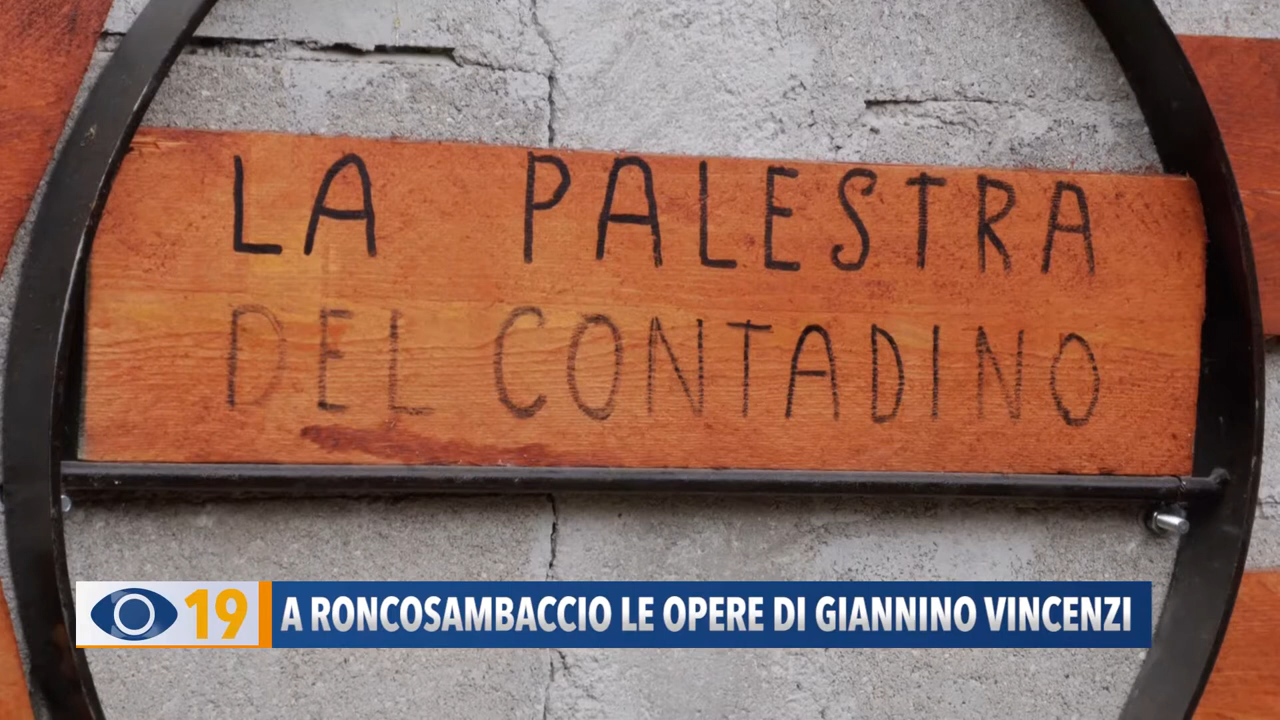 LA PALESTRA
DEL CONTADINO
19 A RONCOSAMBACCIO LE OPERE DI GIANNINO VINCENZI